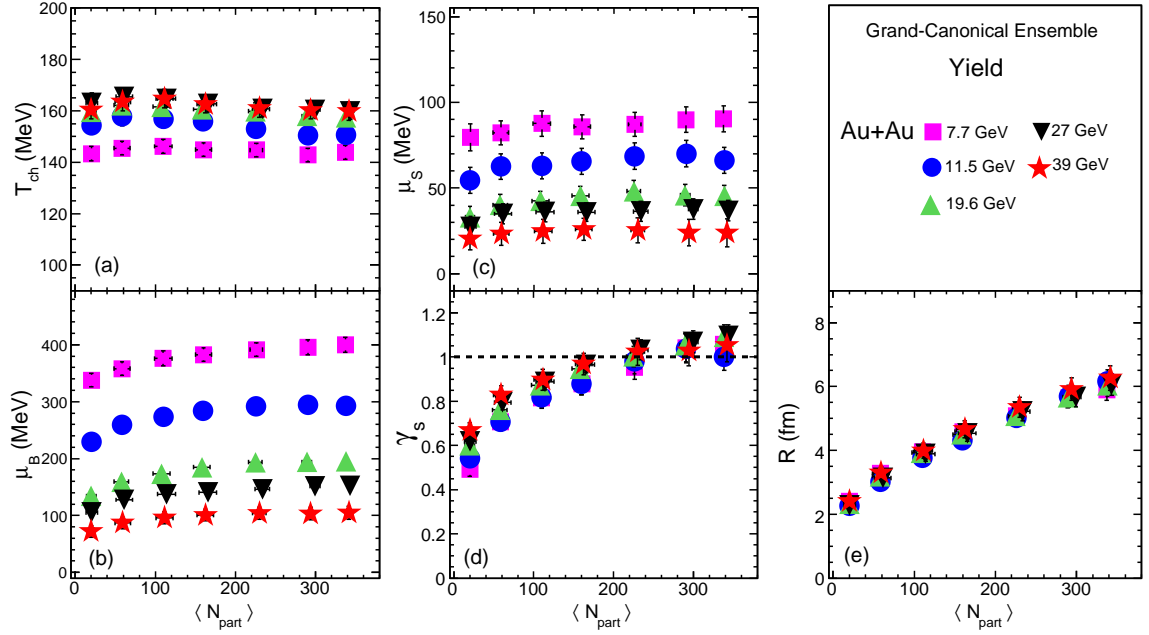 200
180
160
140
120
100
T_ch (MeV)
(a)
400
300
200
100
0
μ_B (MeV)
(b)
0 100 200 300
⟨ N_part ⟩
150
100
50
0
μ_S (MeV)
(c)
1.2
1
0.8
0.6
0.4
0.2
0
γ_s
(d)
0 100 200 300
⟨ N_part ⟩
Grand-Canonical Ensemble
Yield
Au+Au
7.7 GeV
27 GeV
11.5 GeV
39 GeV
19.6 GeV
8
6
4
2
0
R (fm)
(e)
0 100 200 300
⟨ N_part ⟩